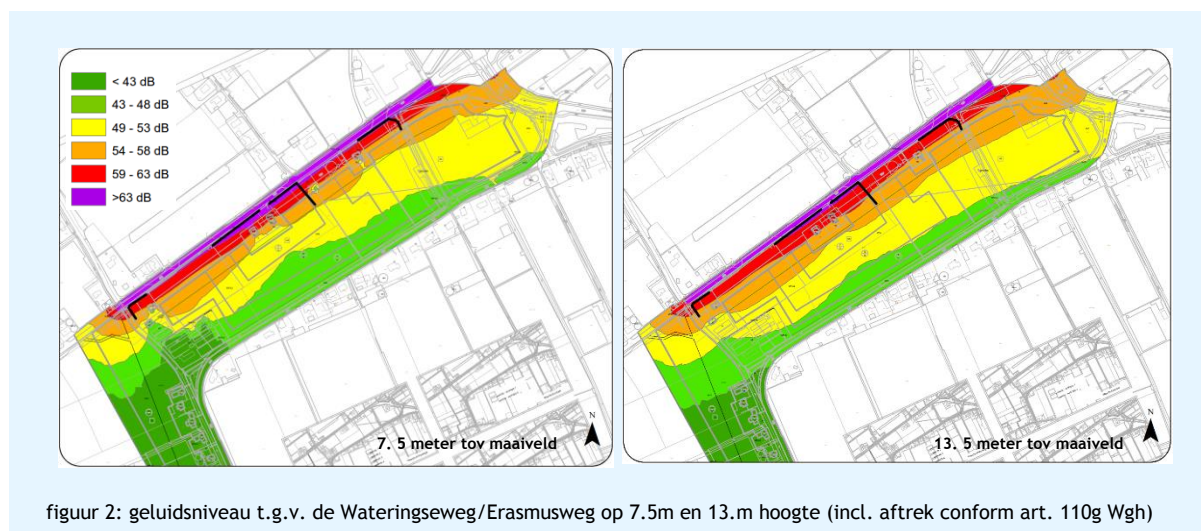 < 43 dB
43 - 48 dB
49 - 53 dB
54 - 58 dB
59 - 63 dB
>63 dB
N
7. 5 meter tov maaiveld
N
13. 5 meter tov maaiveld
figuur 2: geluidsniveau t.g.v. de Wateringseweg/Erasmusweg op 7.5m en 13.m hoogte (incl. aftrek conform art. 110g Wgh)